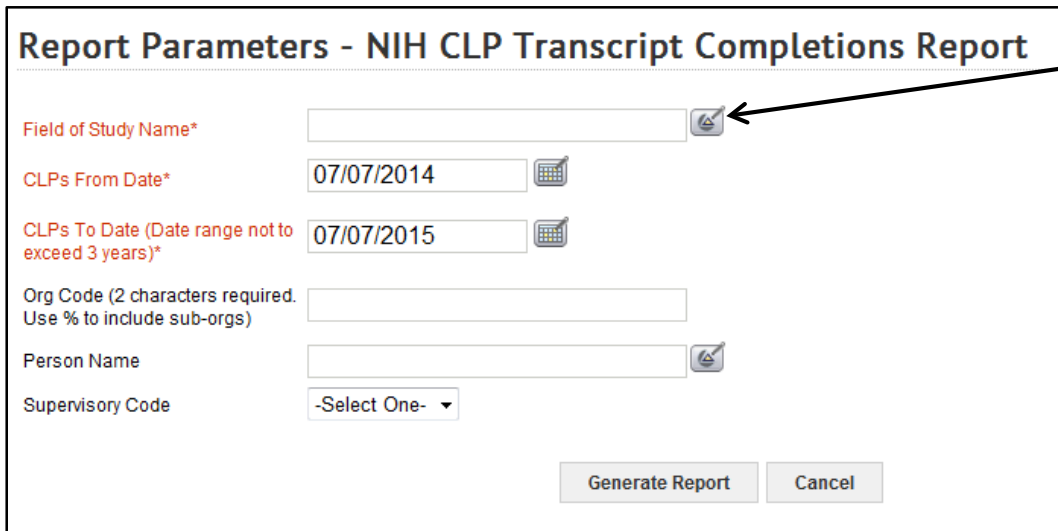 Report Parameters - NIH CLP Transcript Completions Report
Field of Study Name*
CLPs From Date*
07/07/2014
CLPs To Date (Date range not to
exceed 3 years)*
07/07/2015
Org Code (2 characters required.
Use % to include sub-orgs)
Person Name
Supervisory Code
-Select One-
Generate Report
Cancel